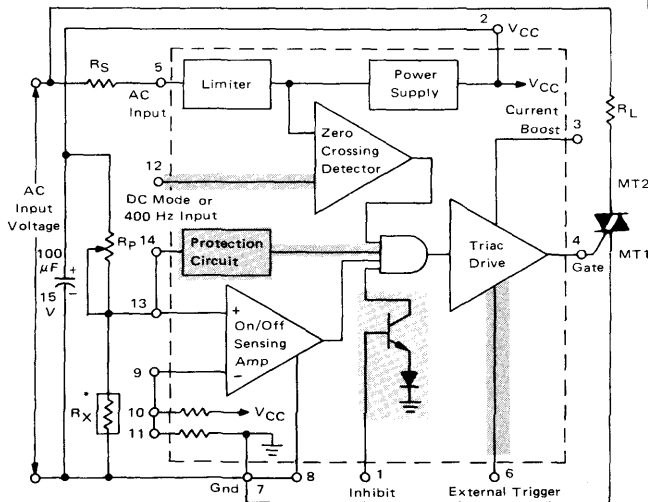 2
VCC
RS
5
AC
Input
Limiter
Power
Supply
VCC
Current
Boost
3
RL
Zero
Crossing
Detector
12
DC Mode or
400 Hz Input
AC
Input
Voltage
MT2
MT1
RP
14
Protection
Circuit
Triac
Drive
4
Gate
100
µF
+
−
15
V
13
+
On/Off
Sensing
Amp
−
9
RX*
10
VCC
11
Gnd
7
8
1
Inhibit
6
External Trigger